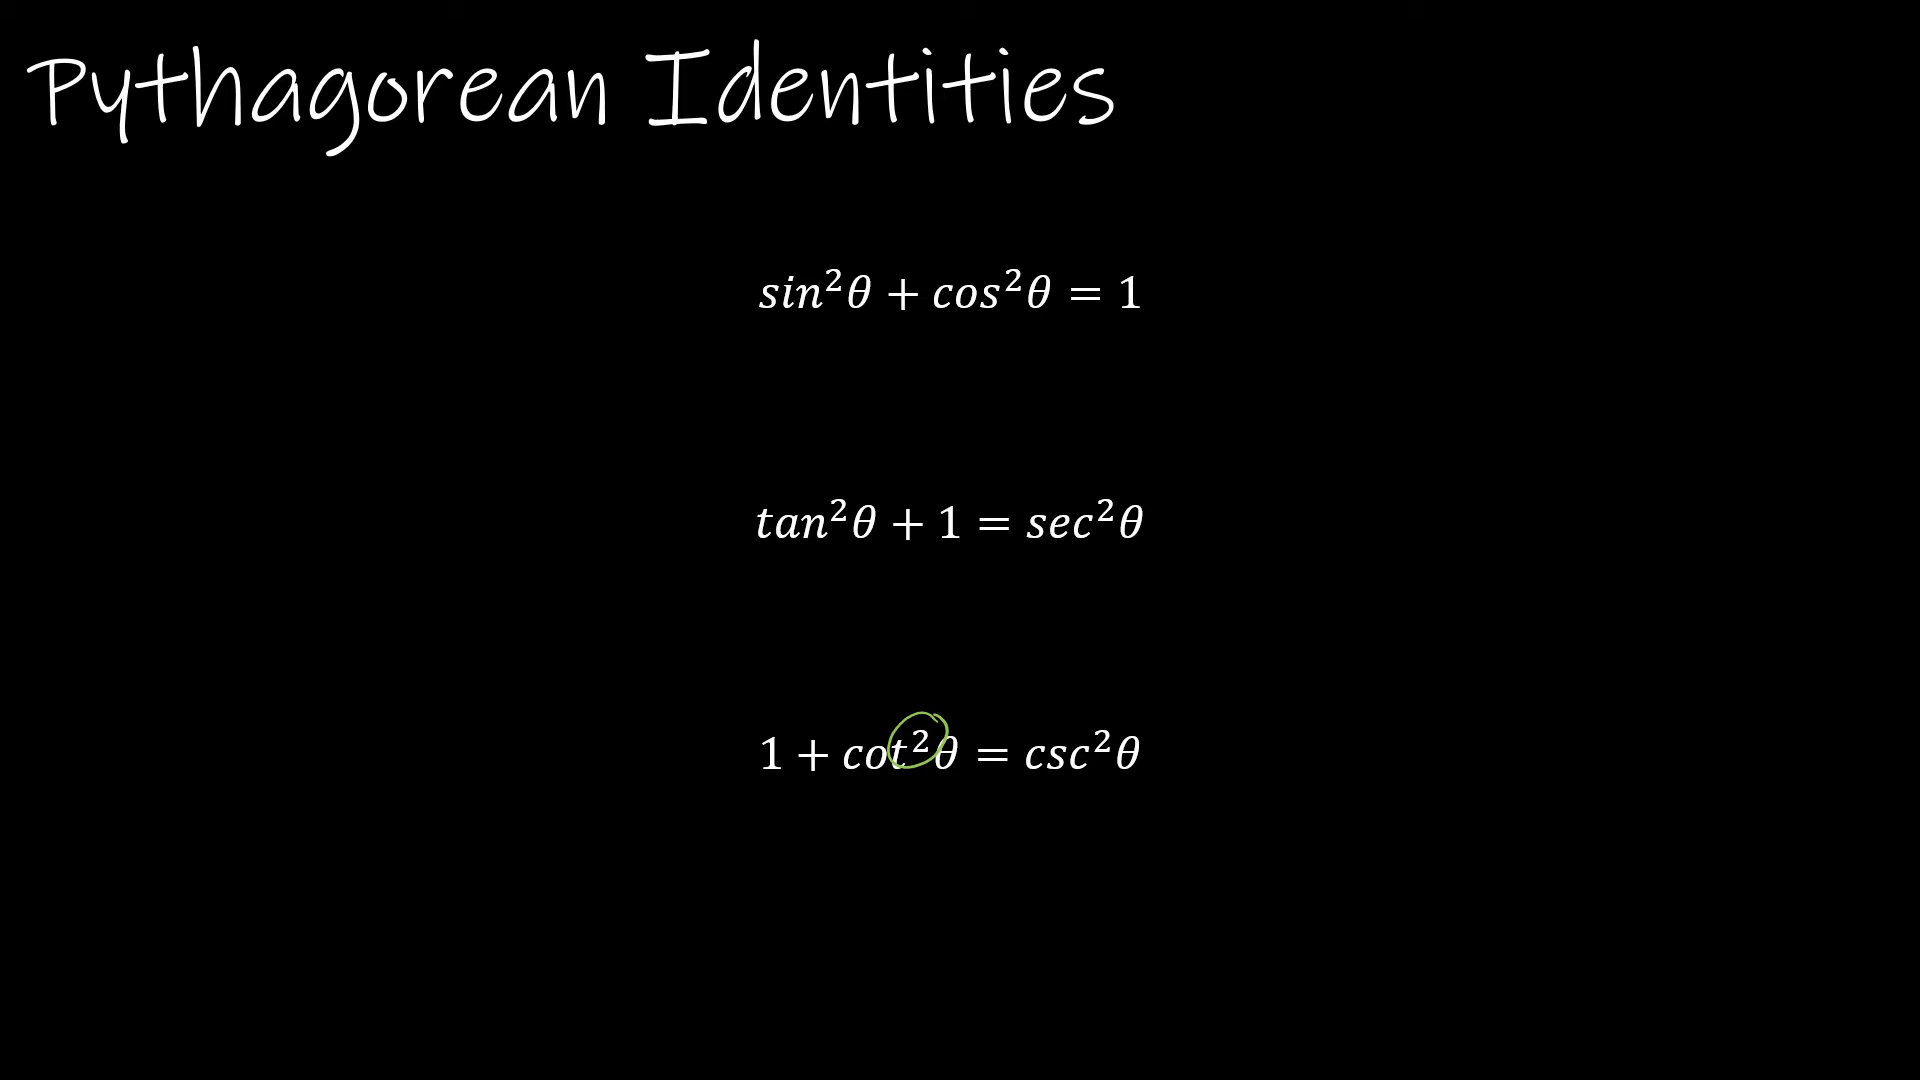 Pythagorean Identities
sin²θ + cos²θ = 1
tan²θ + 1 = sec²θ
1 + cot²θ = csc²θ